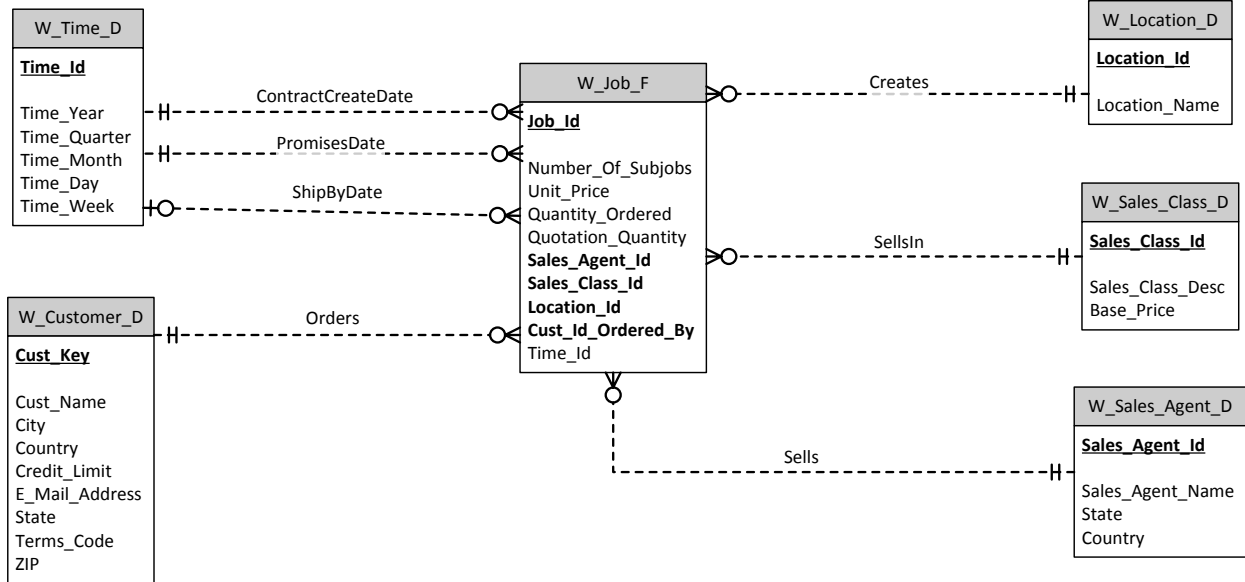 W_Time_D
Time_Id
Time_Year
Time_Quarter
Time_Month
Time_Day
Time_Week
ContractCreateDate
PromisesDate
ShipByDate
W_Customer_D
Cust_Key
Cust_Name
City
Country
Credit_Limit
E_Mail_Address
State
Terms_Code
ZIP
Orders
W_Job_F
Job_Id
Number_Of_Subjobs
Unit_Price
Quantity_Ordered
Quotation_Quantity
Sales_Agent_Id
Sales_Class_Id
Location_Id
Cust_Id_Ordered_By
Time_Id
Creates
SellsIn
Sells
W_Location_D
Location_Id
Location_Name
W_Sales_Class_D
Sales_Class_Id
Sales_Class_Desc
Base_Price
W_Sales_Agent_D
Sales_Agent_Id
Sales_Agent_Name
State
Country